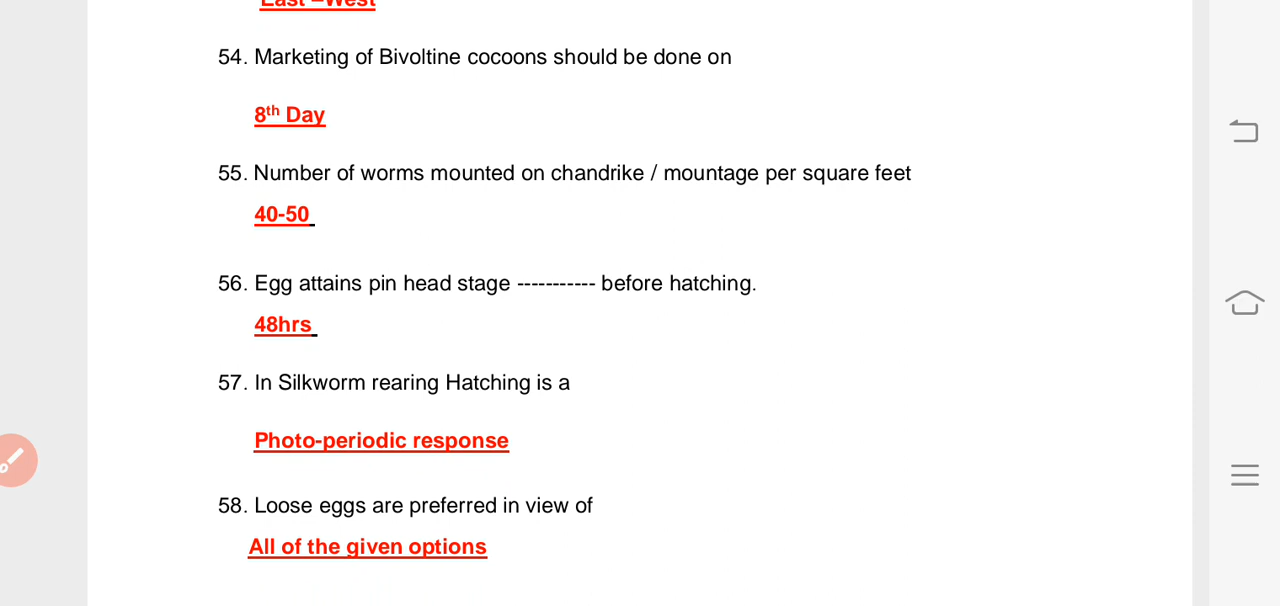 East –West
54. Marketing of Bivoltine cocoons should be done on
8th Day
55. Number of worms mounted on chandrike / mountage per square feet
40-50
56. Egg attains pin head stage ----------- before hatching.
48hrs
57. In Silkworm rearing Hatching is a
Photo-periodic response
58. Loose eggs are preferred in view of
All of the given options